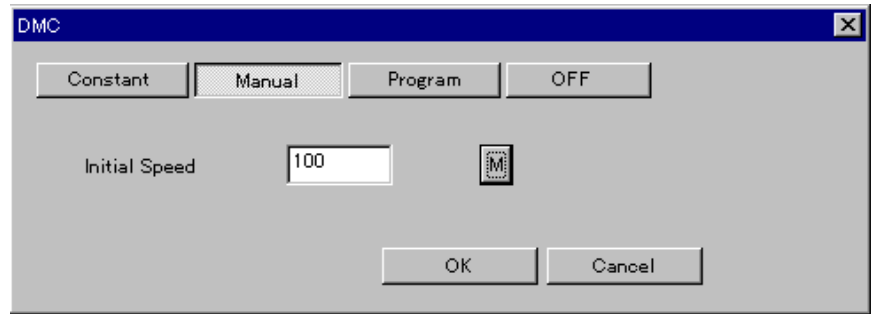 DMC
Constant Manual Program OFF
Initial Speed 100 M
OK Cancel